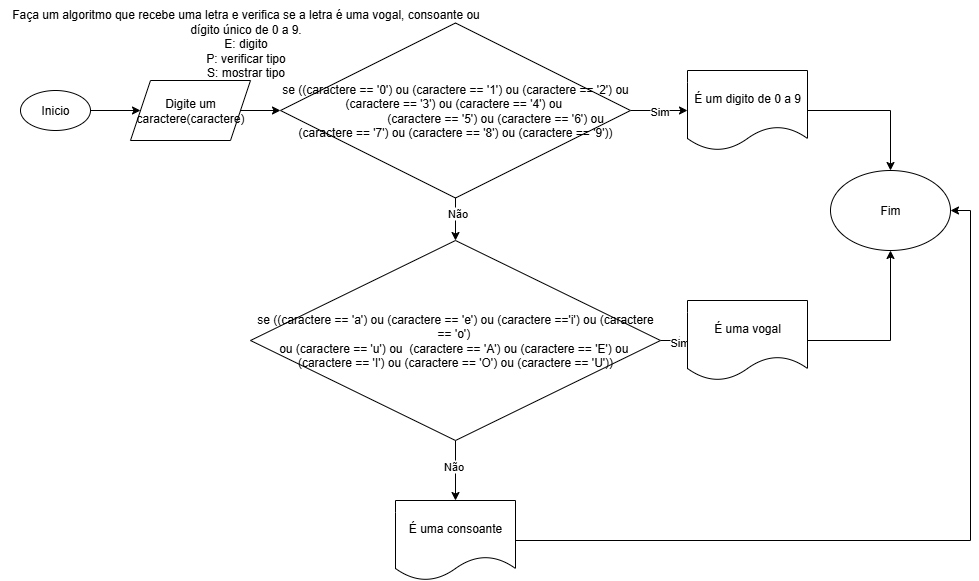 Faça um algoritmo que recebe uma letra e verifica se a letra é uma vogal, consoante ou
dígito único de 0 a 9.
E: digito
P: verificar tipo
S: mostrar tipo
Inicio
Digite um
caractere(caractere)
se ((caractere == '0') ou (caractere == '1') ou (caractere == '2') ou
(caractere == '3') ou (caractere == '4') ou
(caractere == '5') ou (caractere == '6') ou
(caractere == '7') ou (caractere == '8') ou (caractere == '9'))
Sim
É um digito de 0 a 9
Fim
Não
se ((caractere == 'a') ou (caractere == 'e') ou (caractere =='i') ou (caractere
== 'o')
ou (caractere == 'u') ou (caractere == 'A') ou (caractere == 'E') ou
(caractere == 'I') ou (caractere == 'O') ou (caractere == 'U'))
Sim
É uma vogal
Não
É uma consoante